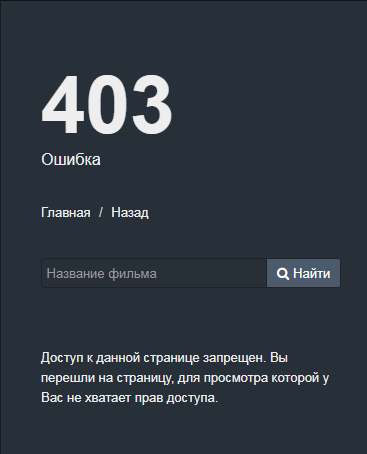 403
Ошибка
Главная / Назад
Название фильма
Найти
Доступ к данной странице запрещен. Вы
перешли на страницу, для просмотра которой у
Вас не хватает прав доступа.